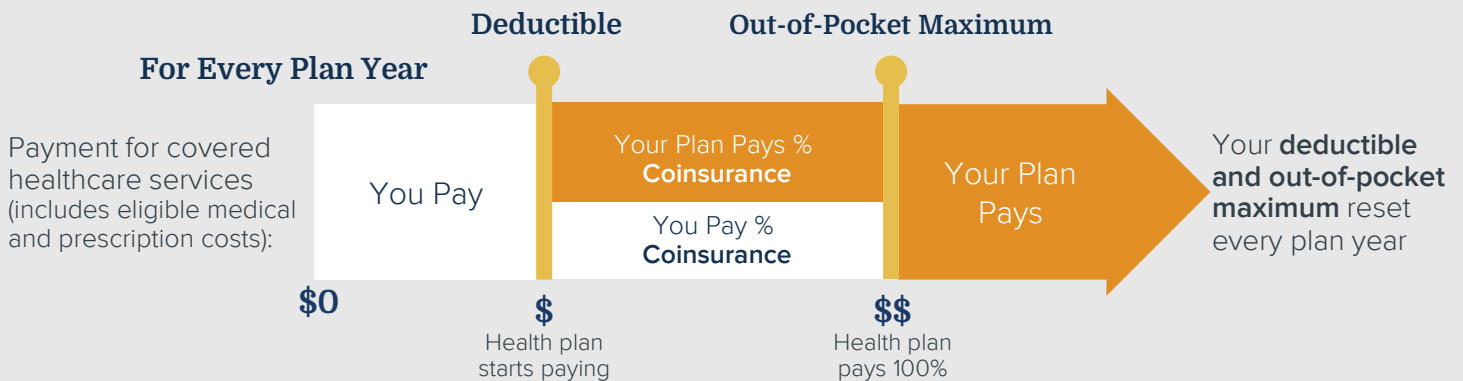 Deductible
Out-of-Pocket Maximum
For Every Plan Year
Payment for covered
healthcare services
(includes eligible medical
and prescription costs):
You Pay
Your Plan Pays %
Coinsurance
You Pay %
Coinsurance
Your Plan
Pays
Your deductible
and out-of-pocket
maximum reset
every plan year
$0
$
Health plan
starts paying
$$
Health plan
pays 100%